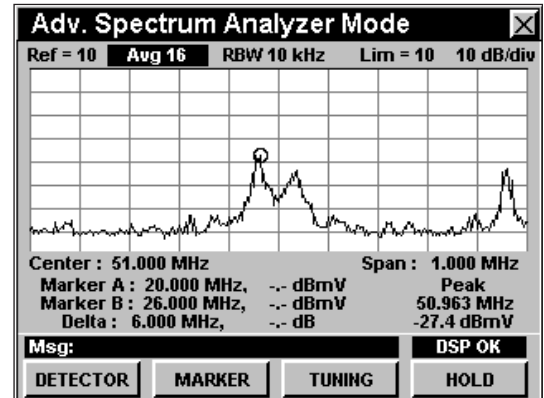 Adv. Spectrum Analyzer Mode
Ref = 10 Avg 16 RBW 10 kHz Lim = 10 10 dB/div
Center : 51.000 MHz Span : 1.000 MHz
Marker A : 20.000 MHz, -.- dBmV Peak
Marker B : 26.000 MHz, -.- dBmV 50.963 MHz
Delta : 6.000 MHz, -.- dB -27.4 dBmV
Msg: DSP OK
DETECTOR MARKER TUNING HOLD